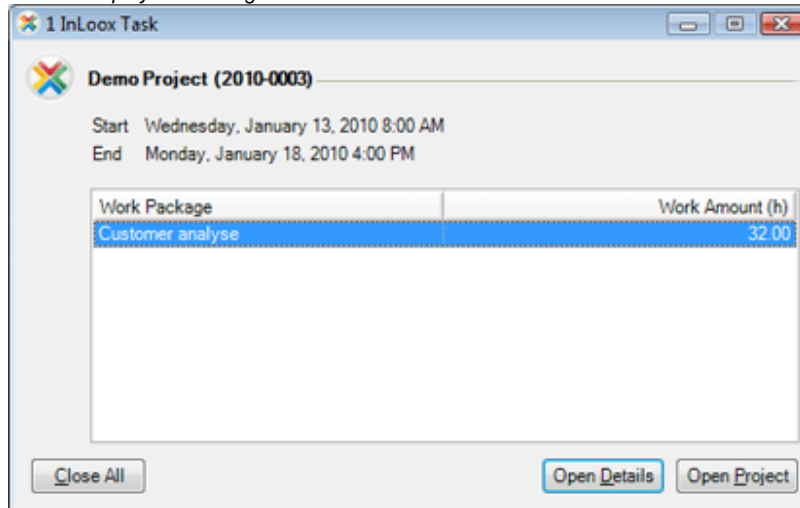 1 InLoox Task
Demo Project (2010-0003)
Start Wednesday, January 13, 2010 8:00 AM
End Monday, January 18, 2010 4:00 PM
Work Package Work Amount (h)
Customer analyse 32.00
Close All Open Details Open Project